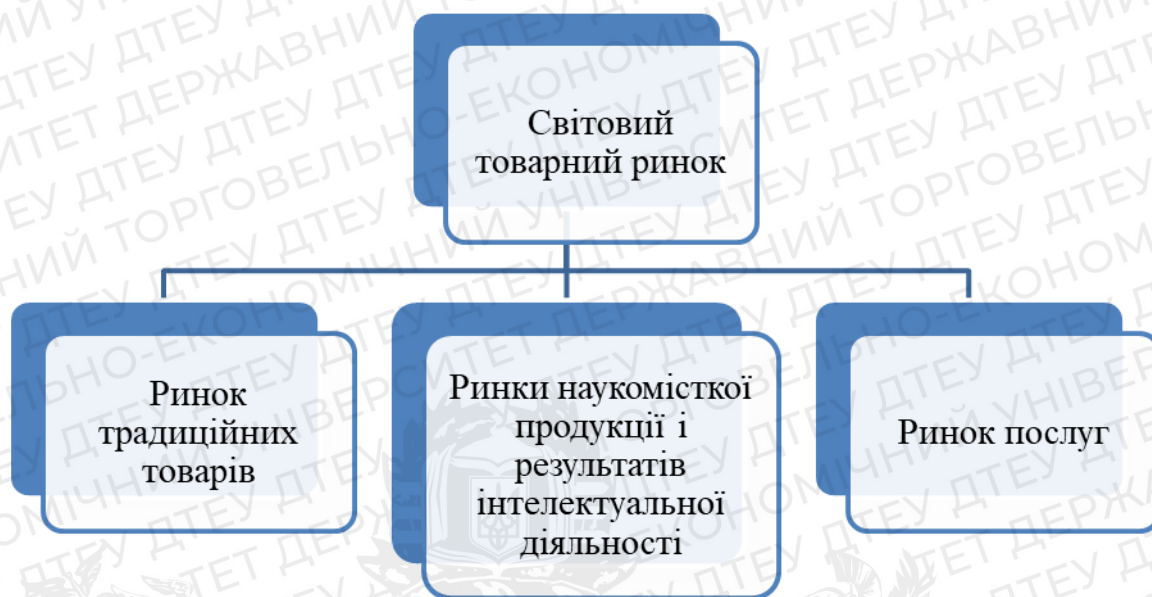 Світовий
товарний ринок
Ринок
традиційних
товарів
Ринки наукомісткої
продукції і
результатів
інтелектуальної
діяльності
Ринок послуг